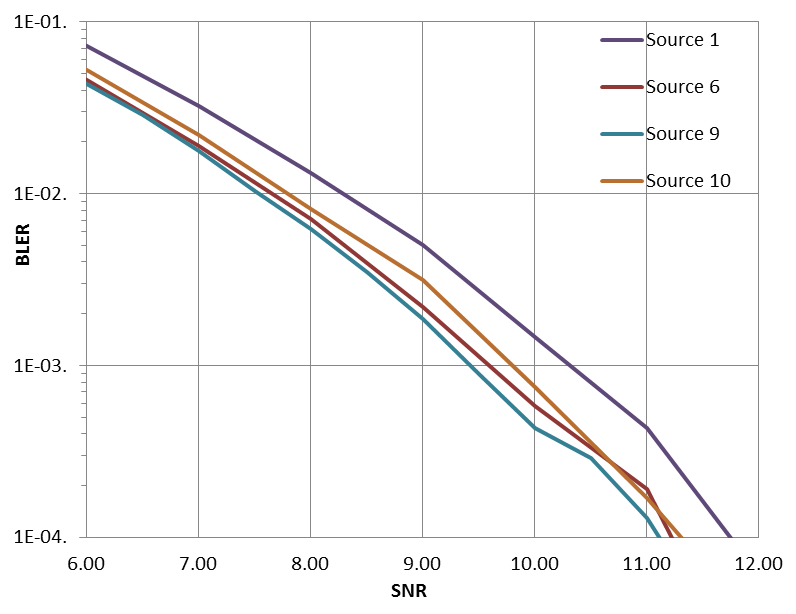 1E-01.
1E-02.
1E-03.
1E-04.
BLER
6.00 7.00 8.00 9.00 10.00 11.00 12.00
SNR
Source 1
Source 6
Source 9
Source 10